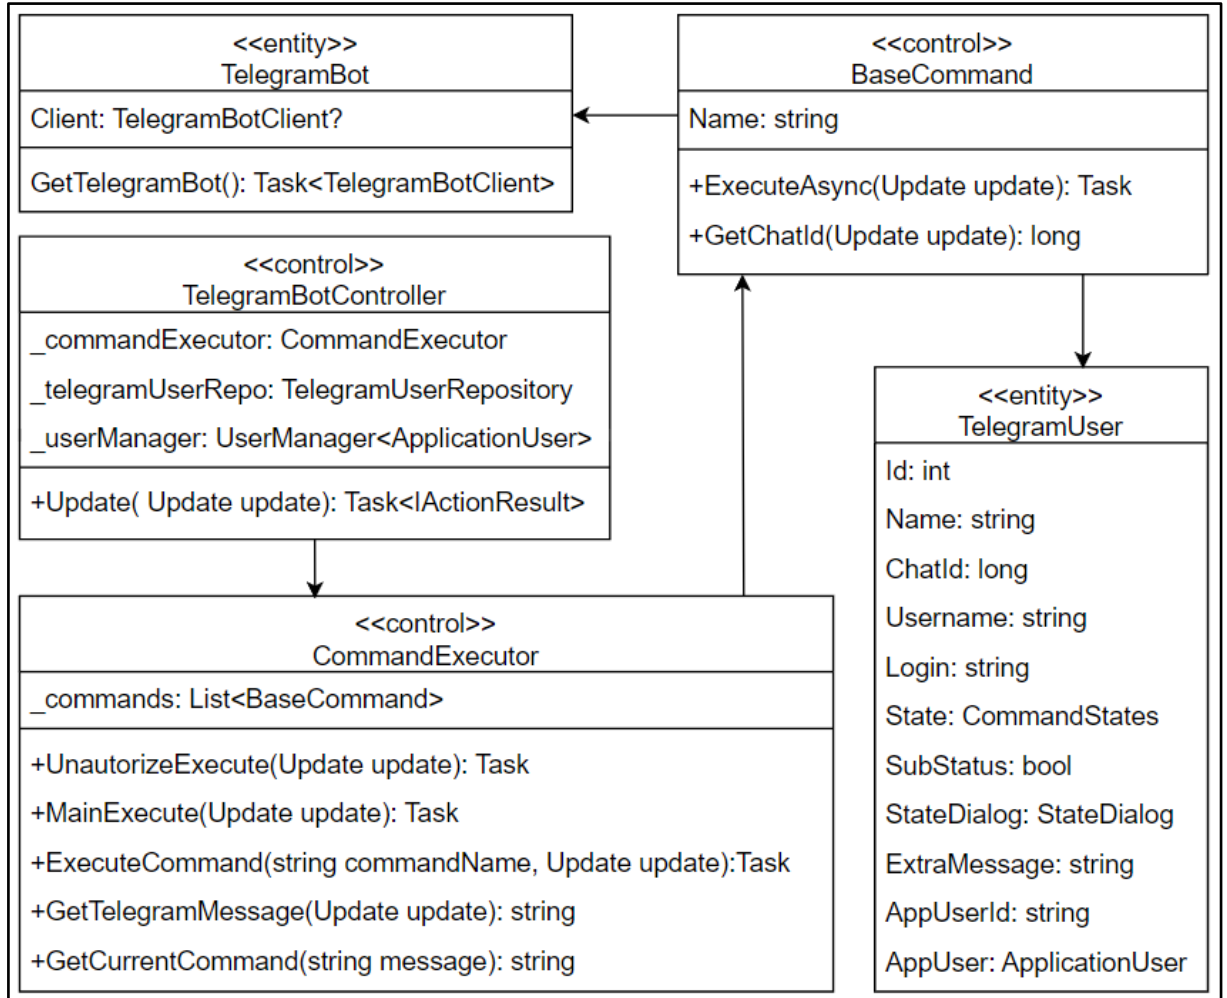 <<entity>>
TelegramBot
Client: TelegramBotClient?
GetTelegramBot(): Task<TelegramBotClient>
<<control>>
BaseCommand
Name: string
+ExecuteAsync(Update update): Task
+GetChatId(Update update): long
<<control>>
TelegramBotController
_commandExecutor: CommandExecutor
_telegramUserRepo: TelegramUserRepository
_userManager: UserManager<ApplicationUser>
+Update( Update update): Task<IActionResult>
<<entity>>
TelegramUser
Id: int
Name: string
ChatId: long
Username: string
Login: string
State: CommandStates
SubStatus: bool
StateDialog: StateDialog
ExtraMessage: string
AppUserId: string
AppUser: ApplicationUser
<<control>>
CommandExecutor
_commands: List<BaseCommand>
+UnautorizeExecute(Update update): Task
+MainExecute(Update update): Task
+ExecuteCommand(string commandName, Update update):Task
+GetTelegramMessage(Update update): string
+GetCurrentCommand(string message): string